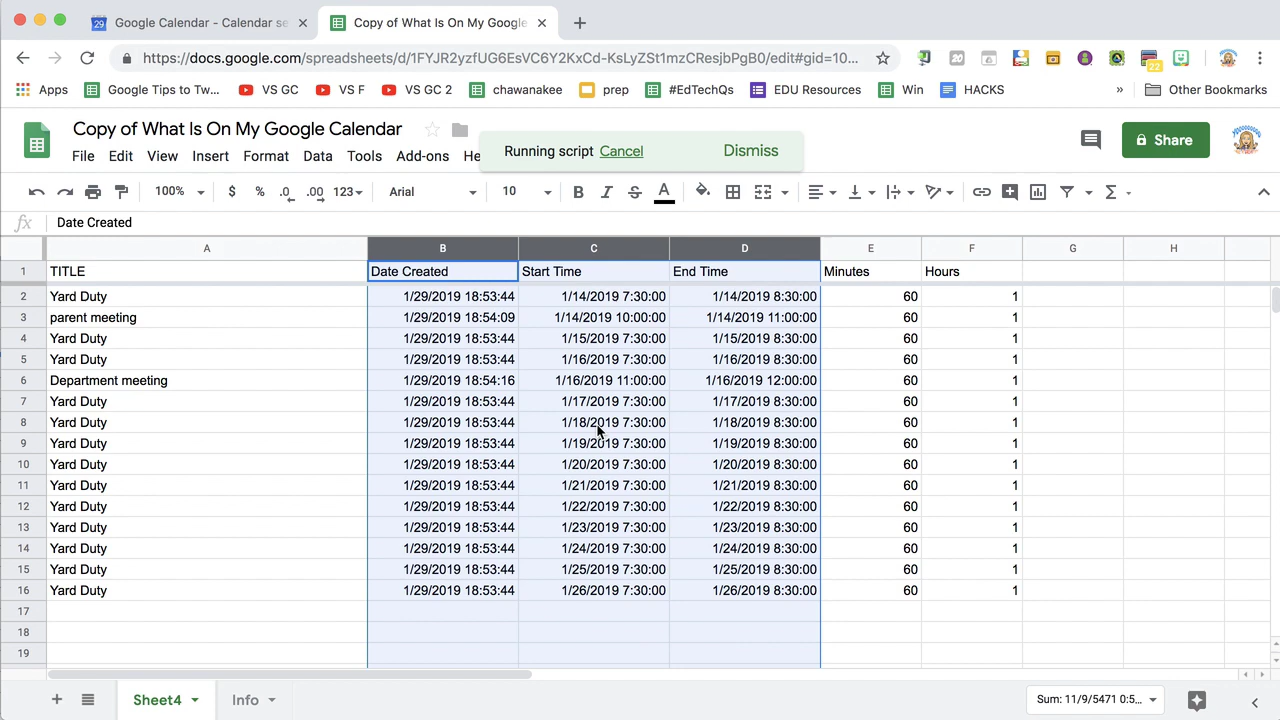 29 Google Calendar - Calendar se
Copy of What Is On My Google
https://docs.google.com/spreadsheets/d/1FYJR2yzfUG6EsVC6Y2KxCd-KsLyZSt1mzCResjbPgB0/edit#gid=10...
20
22
Apps Google Tips to Tw... VS GC VS F VS GC 2 chawanakee prep #EdTechQs EDU Resources Win HACKS » Other Bookmarks
Copy of What Is On My Google Calendar
File Edit View Insert Format Data Tools Add-ons He
Running script Cancel Dismiss
Share
100% $ % .0 .00 123 Arial 10 B I S A Σ
fx Date Created
A B C D E F G H
1 TITLE Date Created Start Time End Time Minutes Hours
2 Yard Duty 1/29/2019 18:53:44 1/14/2019 7:30:00 1/14/2019 8:30:00 60 1
3 parent meeting 1/29/2019 18:54:09 1/14/2019 10:00:00 1/14/2019 11:00:00 60 1
4 Yard Duty 1/29/2019 18:53:44 1/15/2019 7:30:00 1/15/2019 8:30:00 60 1
5 Yard Duty 1/29/2019 18:53:44 1/16/2019 7:30:00 1/16/2019 8:30:00 60 1
6 Department meeting 1/29/2019 18:54:16 1/16/2019 11:00:00 1/16/2019 12:00:00 60 1
7 Yard Duty 1/29/2019 18:53:44 1/17/2019 7:30:00 1/17/2019 8:30:00 60 1
8 Yard Duty 1/29/2019 18:53:44 1/18/2019 7:30:00 1/18/2019 8:30:00 60 1
9 Yard Duty 1/29/2019 18:53:44 1/19/2019 7:30:00 1/19/2019 8:30:00 60 1
10 Yard Duty 1/29/2019 18:53:44 1/20/2019 7:30:00 1/20/2019 8:30:00 60 1
11 Yard Duty 1/29/2019 18:53:44 1/21/2019 7:30:00 1/21/2019 8:30:00 60 1
12 Yard Duty 1/29/2019 18:53:44 1/22/2019 7:30:00 1/22/2019 8:30:00 60 1
13 Yard Duty 1/29/2019 18:53:44 1/23/2019 7:30:00 1/23/2019 8:30:00 60 1
14 Yard Duty 1/29/2019 18:53:44 1/24/2019 7:30:00 1/24/2019 8:30:00 60 1
15 Yard Duty 1/29/2019 18:53:44 1/25/2019 7:30:00 1/25/2019 8:30:00 60 1
16 Yard Duty 1/29/2019 18:53:44 1/26/2019 7:30:00 1/26/2019 8:30:00 60 1
17
18
19
Sheet4 Info Sum: 11/9/5471 0:5...